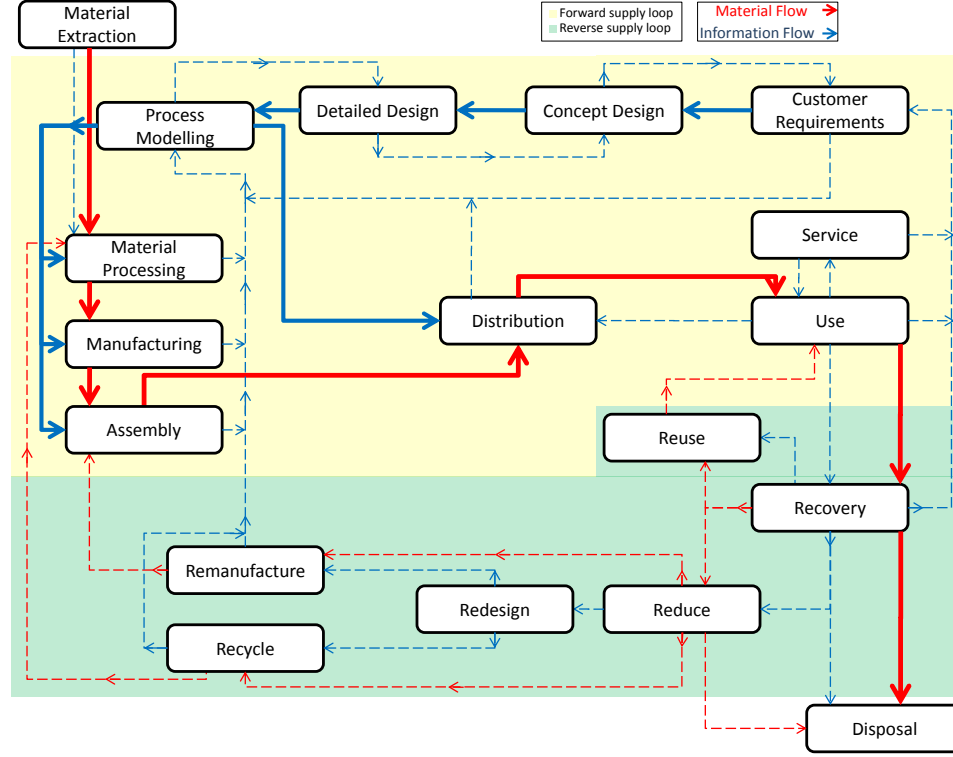 Material
Extraction
Forward supply loop
Reverse supply loop
Material Flow
Information Flow
Process
Modelling
Detailed Design
Concept Design
Customer
Requirements
Material
Processing
Service
Manufacturing
Distribution
Use
Assembly
Reuse
Recovery
Remanufacture
Redesign
Reduce
Recycle
Disposal